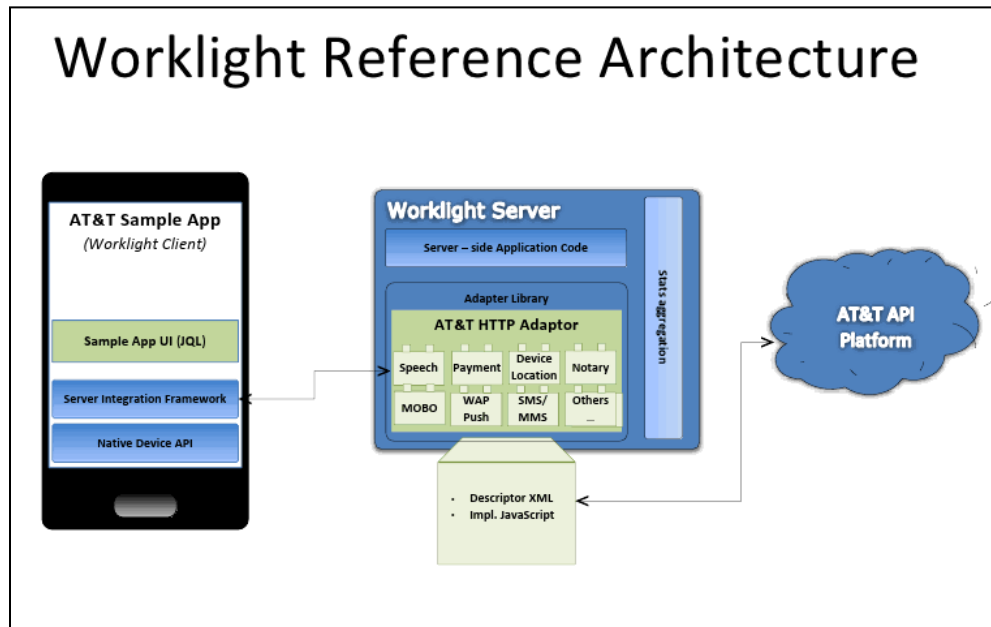 Worklight Reference Architecture
AT&T Sample App
(Worklight Client)
Sample App UI (JQL)
Server Integration Framework
Native Device API
Worklight Server
Server – side Application Code
Adapter Library
AT&T HTTP Adaptor
Speech
Payment
Device
Location
Notary
MOBO
WAP
Push
SMS/
MMS
Others
...
Stats aggregation
• Descriptor XML
• Impl. JavaScript
AT&T API
Platform